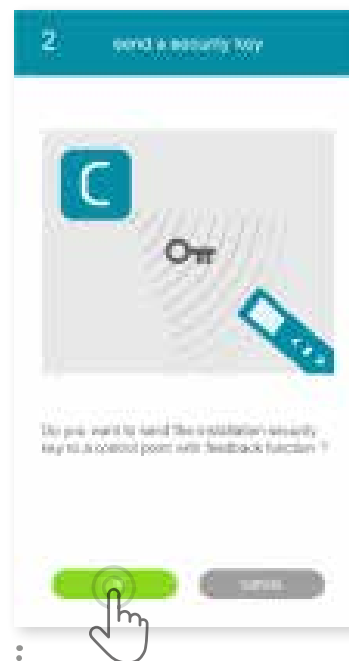 2 send a security key
Do you want to send the installation security
key to a control point with feedback function ?